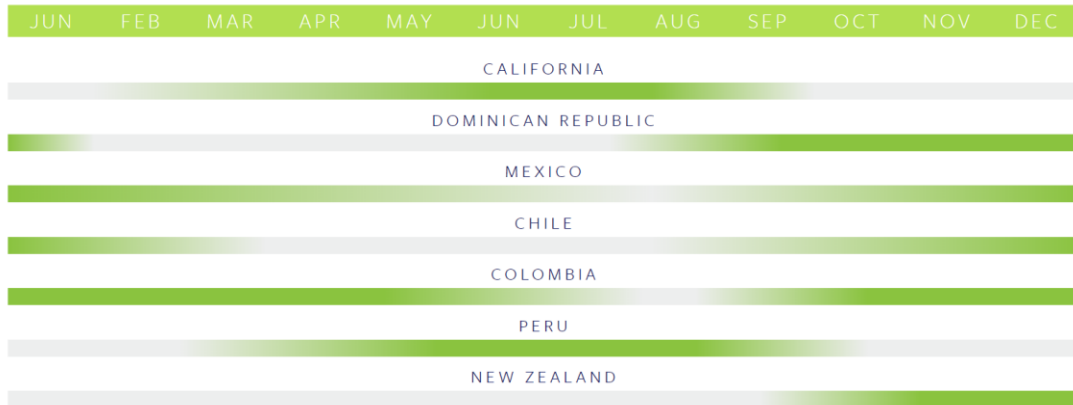 JUN FEB MAR APR MAY JUN JUL AUG SEP OCT NOV DEC
CALIFORNIA
DOMINICAN REPUBLIC
MEXICO
CHILE
COLOMBIA
PERU
NEW ZEALAND